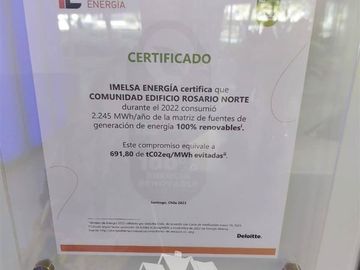 ENERGÍA
CERTIFICADO
IMELSA ENERGÍA certifica que
COMUNIDAD EDIFICIO ROSARIO NORTE
durante el 2022 consumió
2.245 MWh/año de la matriz de fuentes de
generación de energía 100% renovables¹.
Este compromiso equivale a
691,80 de tCO2eq/MWh evitadas²
Santiago, Chile 2023
Deloitte.